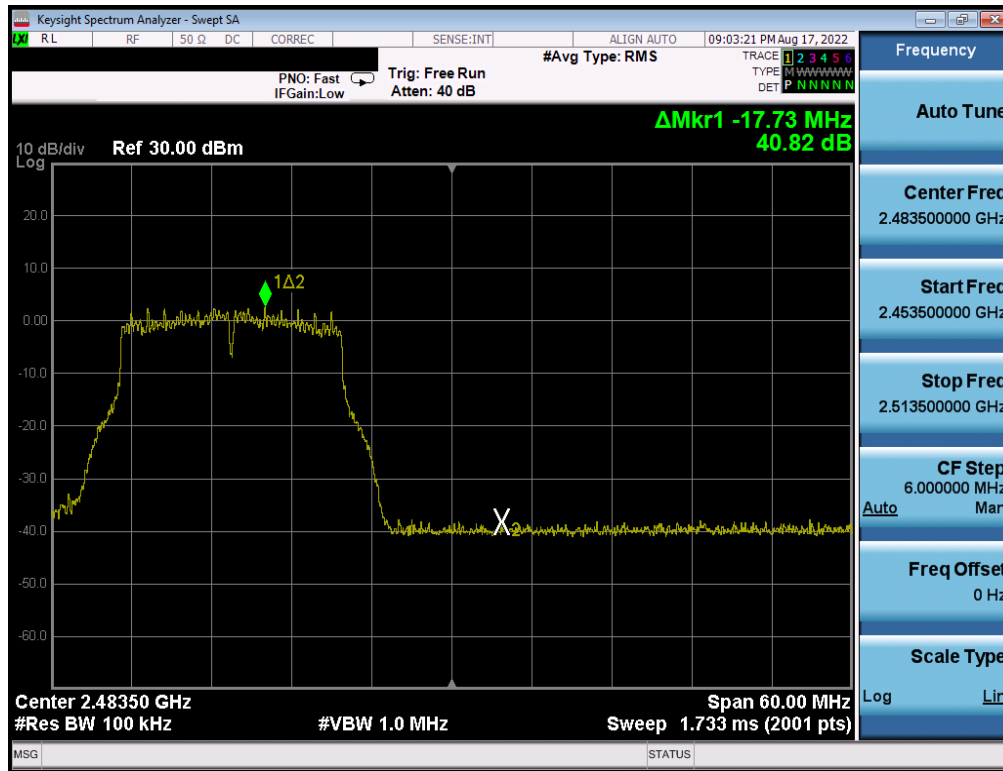 Keysight Spectrum Analyzer - Swept SA
LXI RL RF 50 Ω DC CORREC SENSE:INT ALIGN AUTO 09:03:21 PM Aug 17, 2022
PNO: Fast
IFGain:Low
Trig: Free Run
Atten: 40 dB
#Avg Type: RMS
TRACE 1 2 3 4 5 6
TYPE M WWWWW
DET P N N N N N
ΔMkr1 -17.73 MHz
40.82 dB
10 dB/div Ref 30.00 dBm
Log
20.0
10.0
0.00
-10.0
-20.0
-30.0
-40.0
-50.0
-60.0
1Δ2
X2
Center 2.48350 GHz Span 60.00 MHz
#Res BW 100 kHz #VBW 1.0 MHz Sweep 1.733 ms (2001 pts)
MSG STATUS
Frequency
Auto Tune
Center Freq
2.483500000 GHz
Start Freq
2.453500000 GHz
Stop Freq
2.513500000 GHz
CF Step
6.000000 MHz
Auto Man
Freq Offset
0 Hz
Scale Type
Log Lin